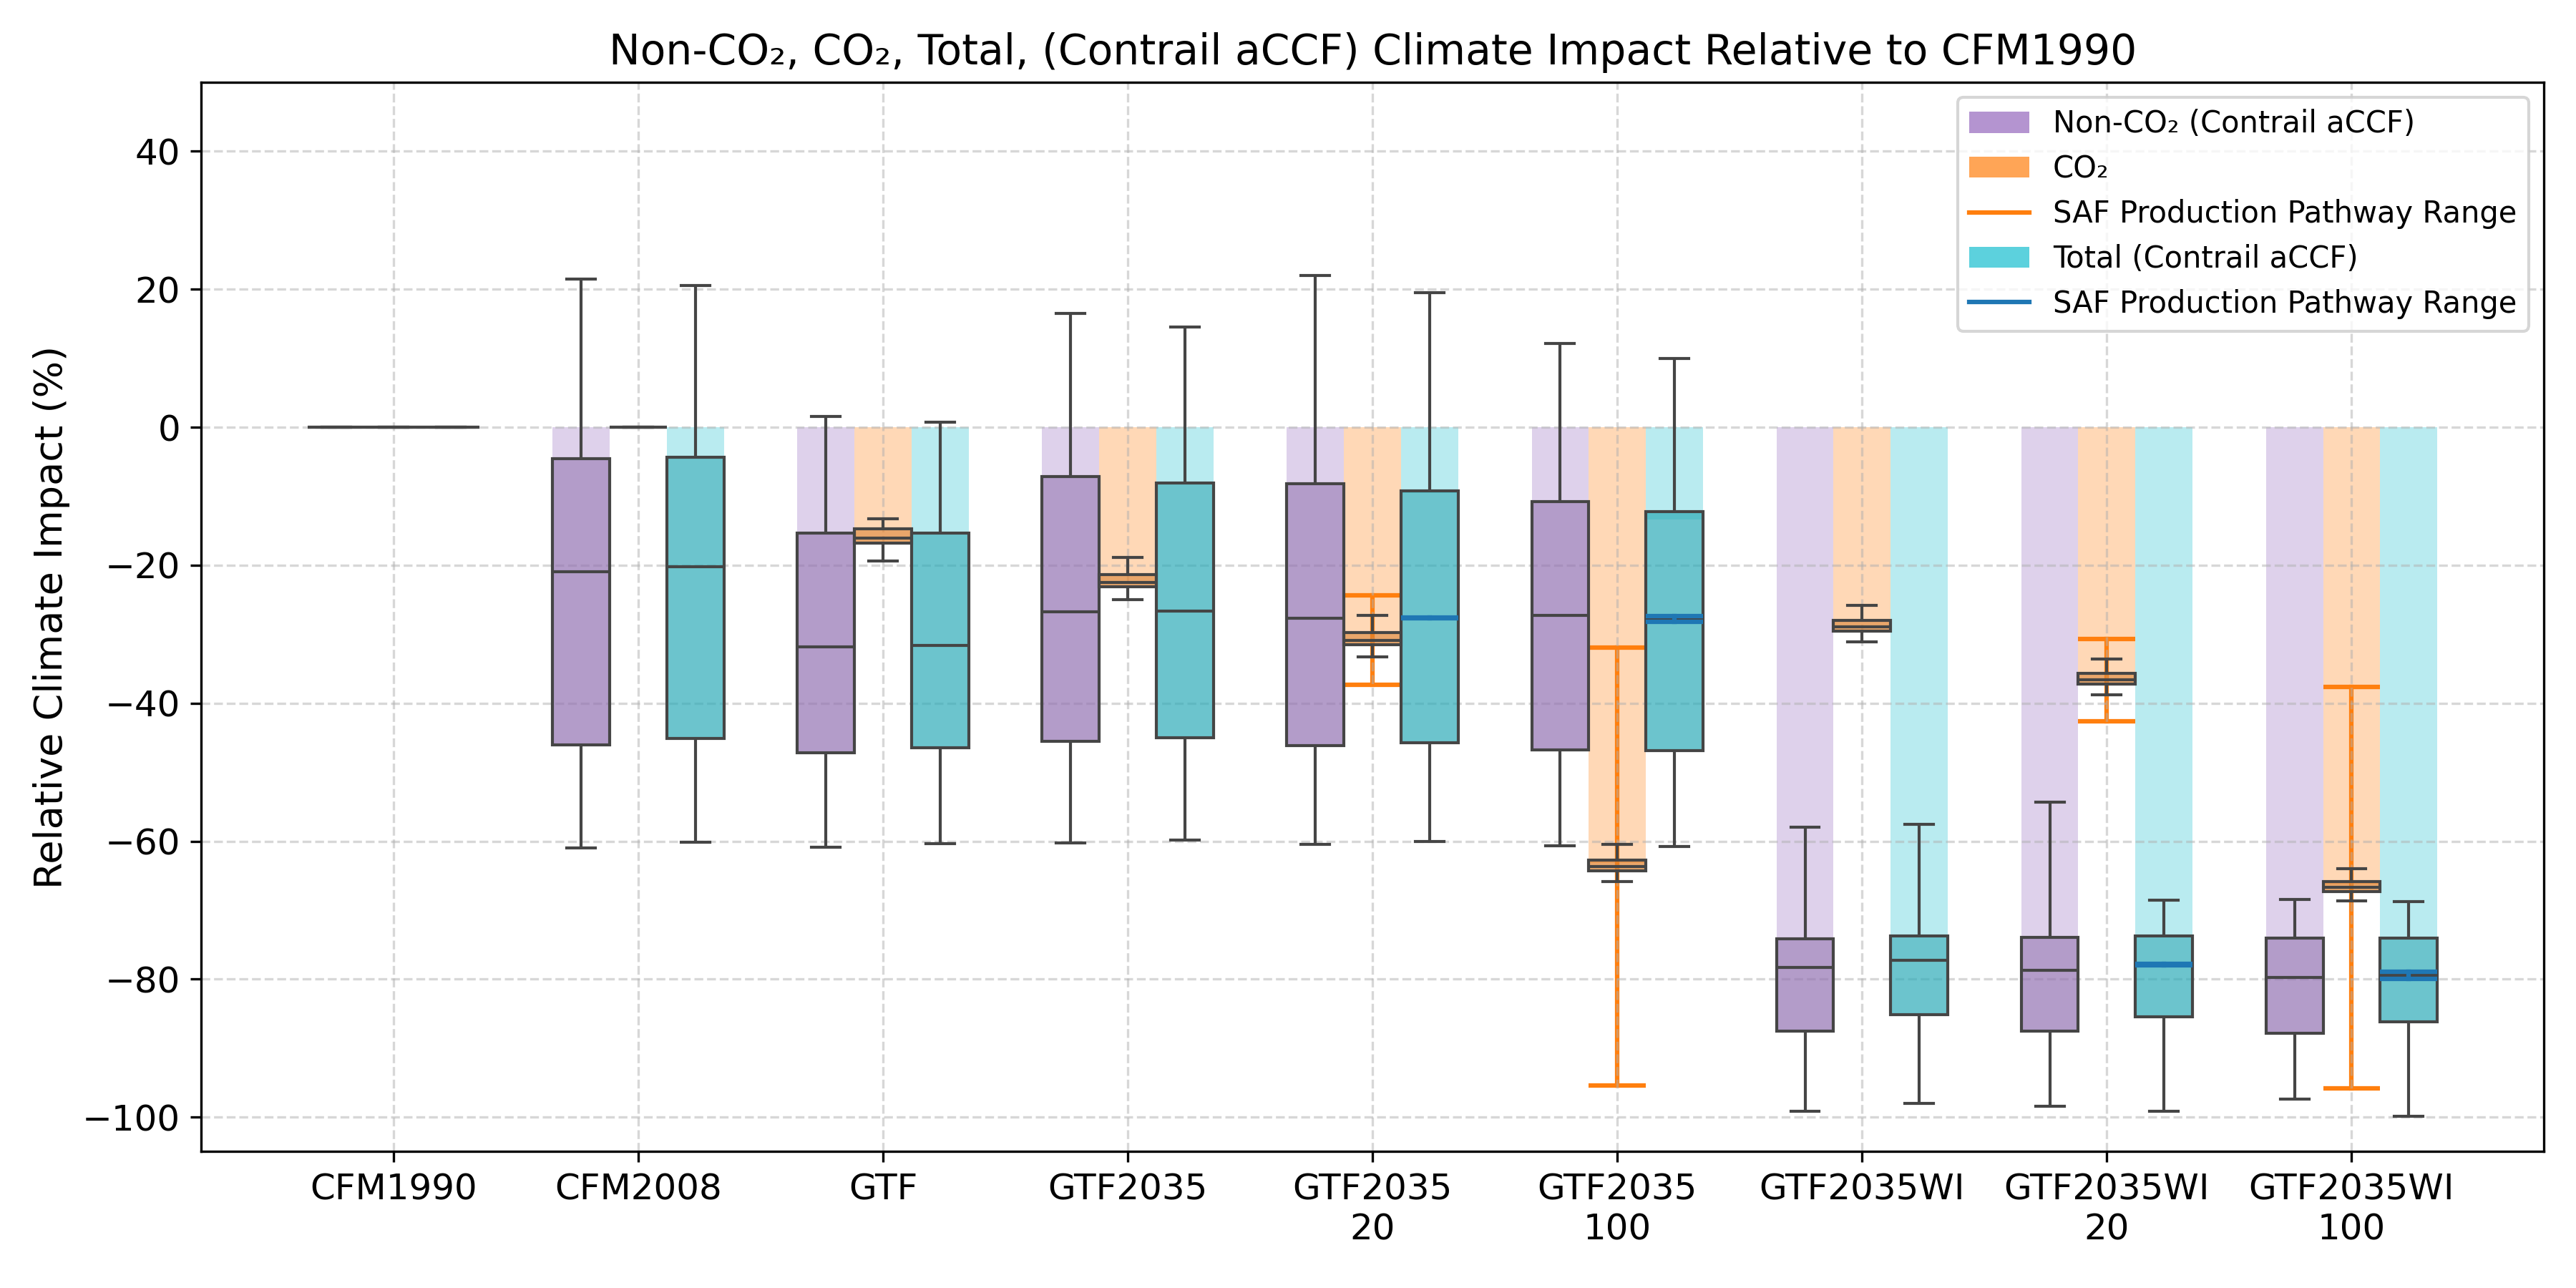 Non-CO₂, CO₂, Total, (Contrail aCCF) Climate Impact Relative to CFM1990
Relative Climate Impact (%)
40
20
0
−20
−40
−60
−80
−100
Non-CO₂ (Contrail aCCF)
CO₂
SAF Production Pathway Range
Total (Contrail aCCF)
SAF Production Pathway Range
CFM1990
CFM2008
GTF
GTF2035
GTF2035
20
GTF2035
100
GTF2035WI
GTF2035WI
20
GTF2035WI
100